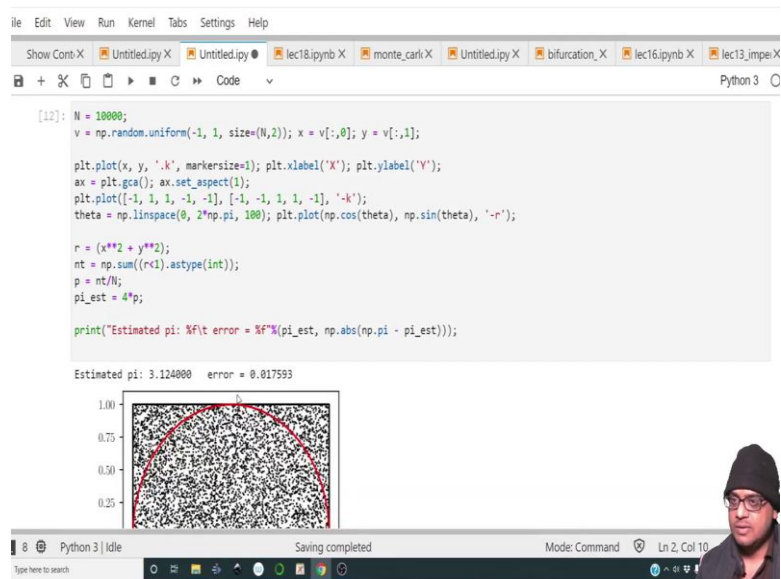 ile Edit View Run Kernel Tabs Settings Help
Show Cont X Untitled.ipy X Untitled.ipy lec18.ipynb X monte_carl X Untitled.ipy X bifurcation_ X lec16.ipynb X lec13_impe X
Code Python 3
[12]: N = 10000;
v = np.random.uniform(-1, 1, size=(N,2)); x = v[:,0]; y = v[:,1];
plt.plot(x, y, '.k', markersize=1); plt.xlabel('X'); plt.ylabel('Y');
ax = plt.gca(); ax.set_aspect(1);
plt.plot([-1, 1, 1, -1, -1], [-1, -1, 1, 1, -1], '-k');
theta = np.linspace(0, 2*np.pi, 100); plt.plot(np.cos(theta), np.sin(theta), '-r');
r = (x**2 + y**2);
nt = np.sum((r<1).astype(int));
p = nt/N;
pi_est = 4*p;
print("Estimated pi: %f\t error = %f"%(pi_est, np.abs(np.pi - pi_est)));
Estimated pi: 3.124000 error = 0.017593
1.00
0.75
0.50
0.25
8 Python 3 | Idle Saving completed Mode: Command Ln 2, Col 10
Type here to search